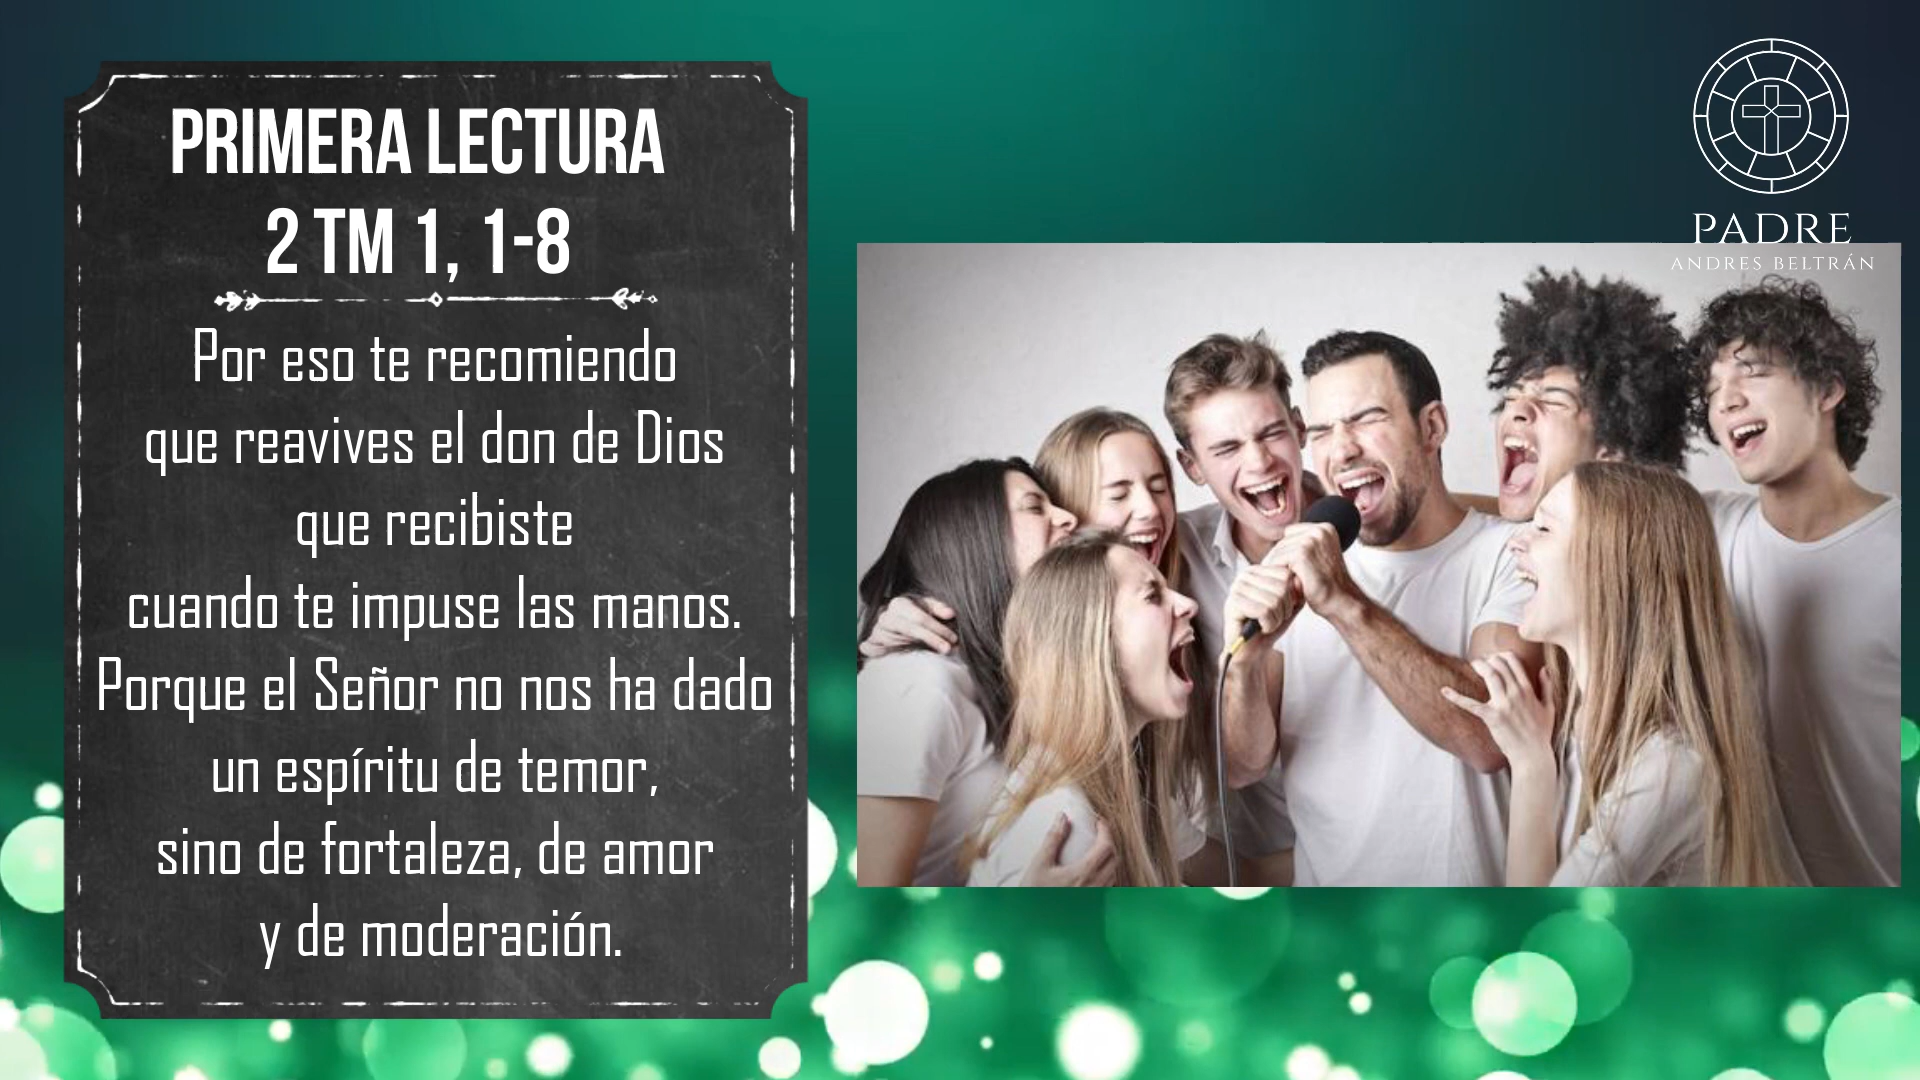 PRIMERA LECTURA
2 TM 1, 1-8
Por eso te recomiendo
que reavives el don de Dios
que recibiste
cuando te impuse las manos.
Porque el Señor no nos ha dado
un espíritu de temor,
sino de fortaleza, de amor
y de moderación.
PADRE
ANDRES BELTRÁN